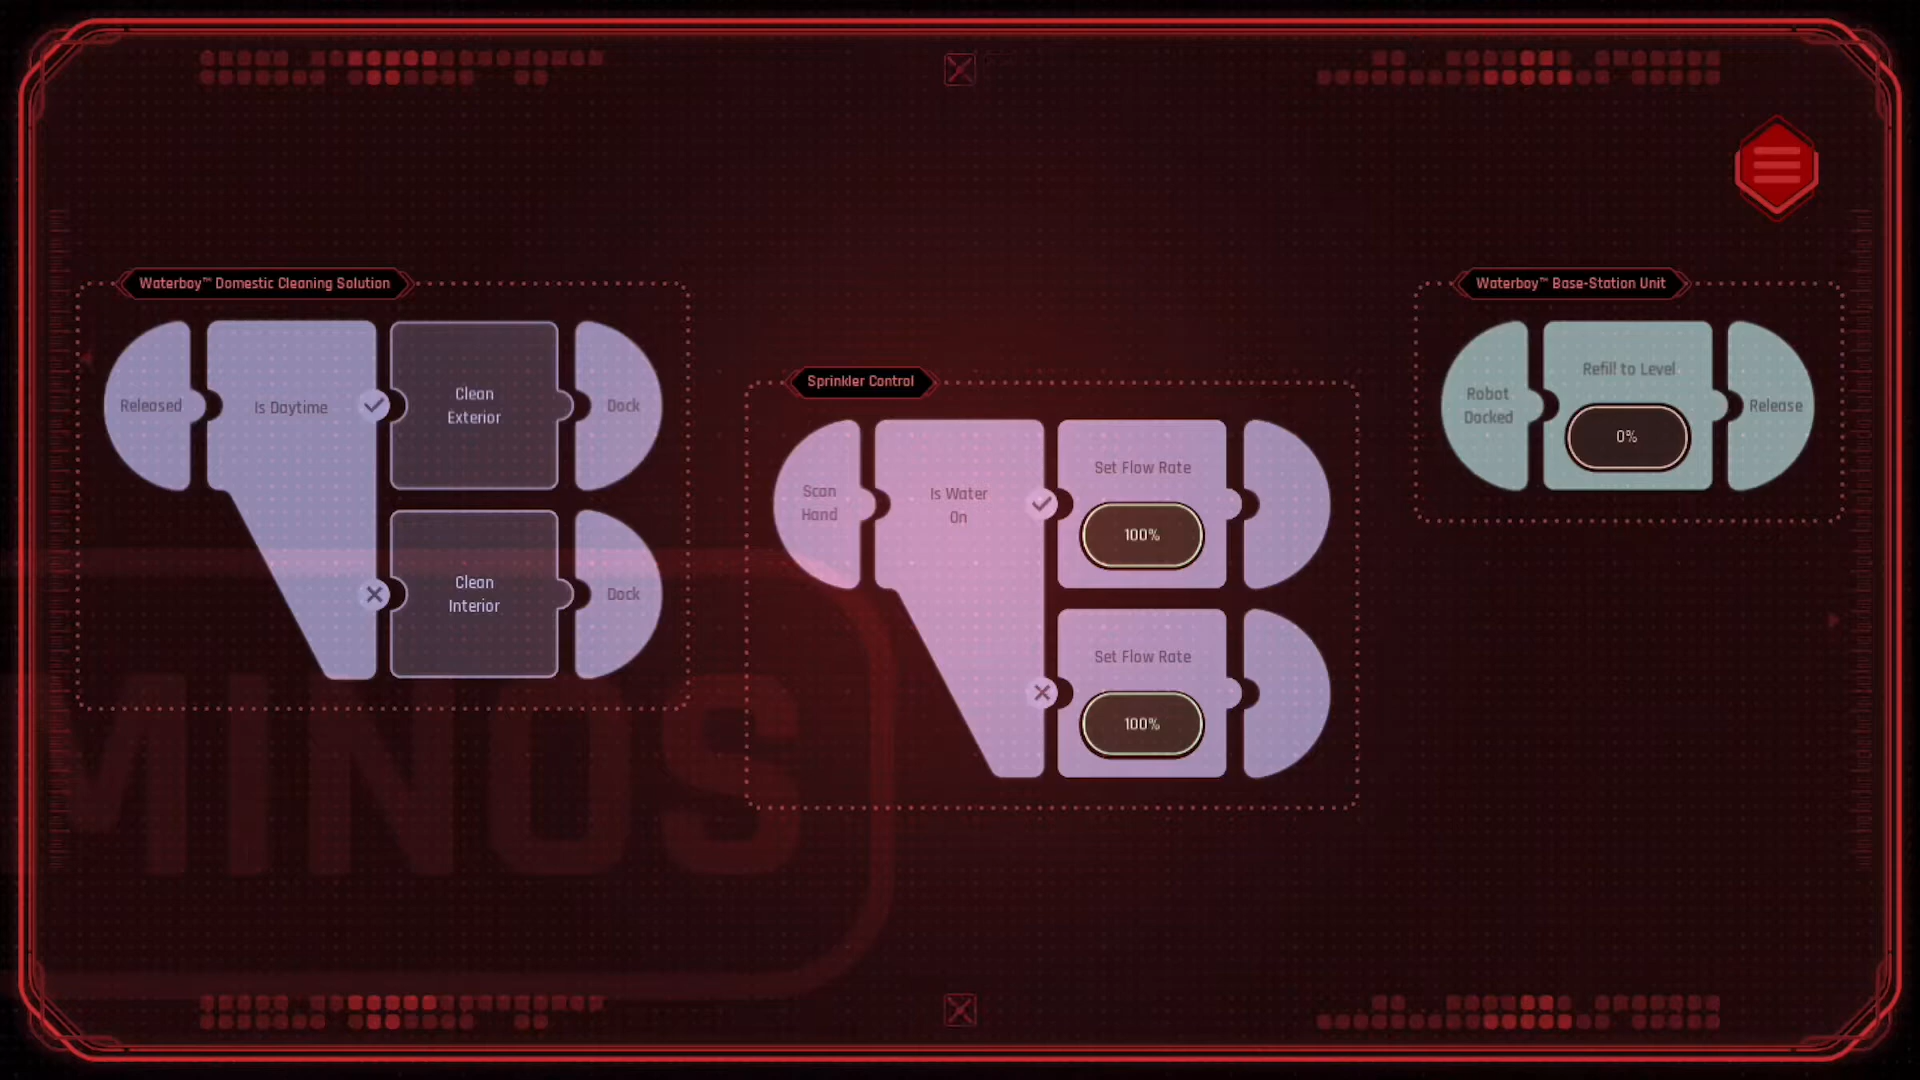 Waterboy™ Domestic Cleaning Solution
Released
Is Daytime
Clean
Exterior
Dock
Clean
Interior
Dock
Sprinkler Control
Scan
Hand
Is Water
On
Set Flow Rate
100%
Set Flow Rate
100%
Waterboy™ Base-Station Unit
Robot
Docked
Refill to Level
0%
Release
MINOS